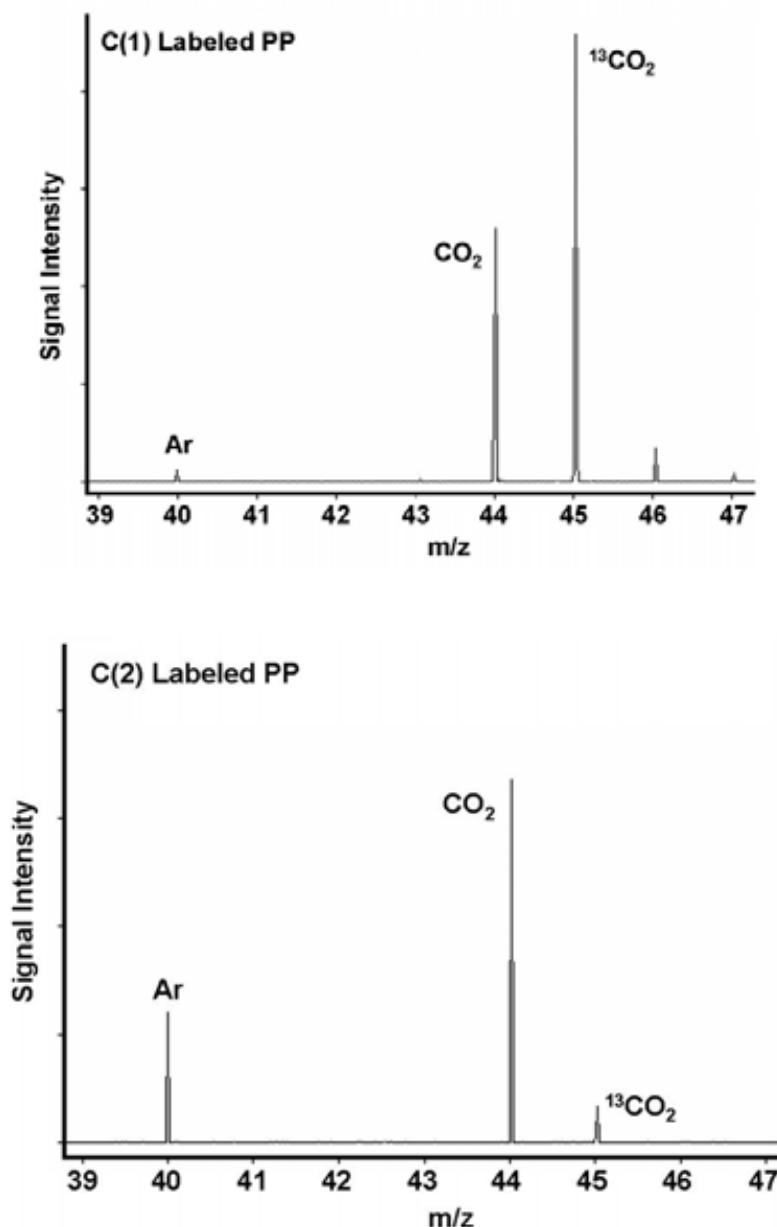 C(1) Labeled PP
¹³CO₂
CO₂
Ar
Signal Intensity
39 40 41 42 43 44 45 46 47
m/z
C(2) Labeled PP
CO₂
Ar
¹³CO₂
Signal Intensity
39 40 41 42 43 44 45 46 47
m/z